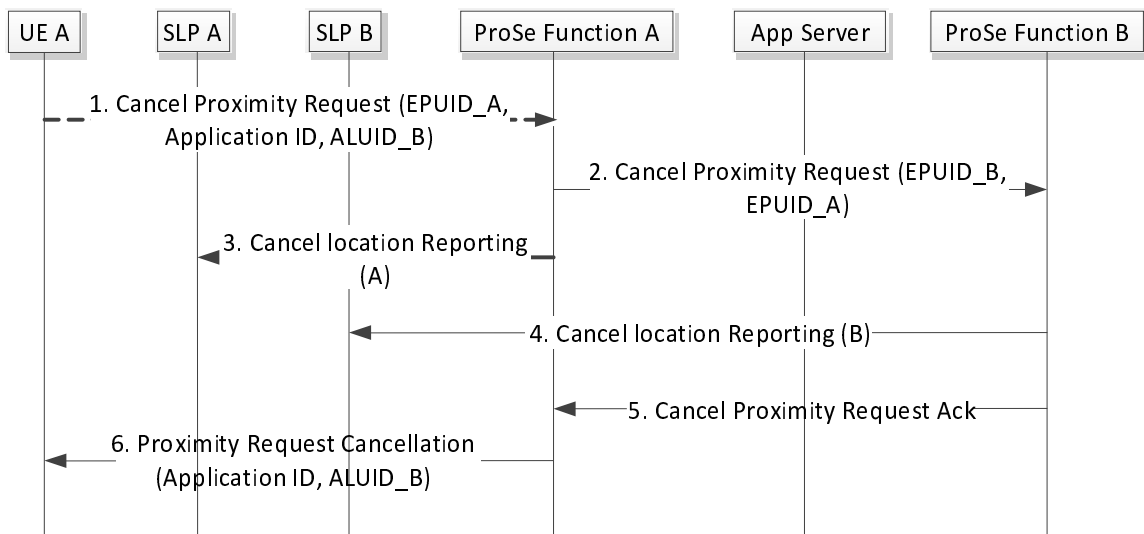 UE A
SLP A
SLP B
ProSe Function A
App Server
ProSe Function B
1. Cancel Proximity Request (EPUID_A,
Application ID, ALUID_B)
2. Cancel Proximity Request (EPUID_B,
EPUID_A)
3. Cancel location Reporting
(A)
4. Cancel location Reporting (B)
5. Cancel Proximity Request Ack
6. Proximity Request Cancellation
(Application ID, ALUID_B)